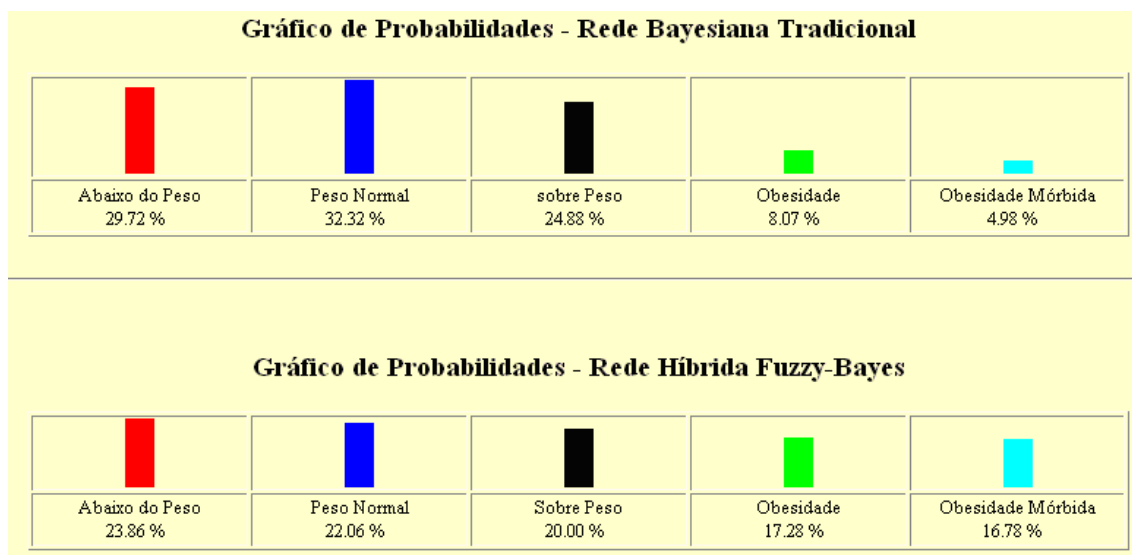 Gráfico de Probabilidades - Rede Bayesiana Tradicional
Abaixo do Peso
29.72 %
Peso Normal
32.32 %
sobre Peso
24.88 %
Obesidade
8.07 %
Obesidade Mórbida
4.98 %
Gráfico de Probabilidades - Rede Híbrida Fuzzy-Bayes
Abaixo do Peso
23.86 %
Peso Normal
22.06 %
Sobre Peso
20.00 %
Obesidade
17.28 %
Obesidade Mórbida
16.78 %